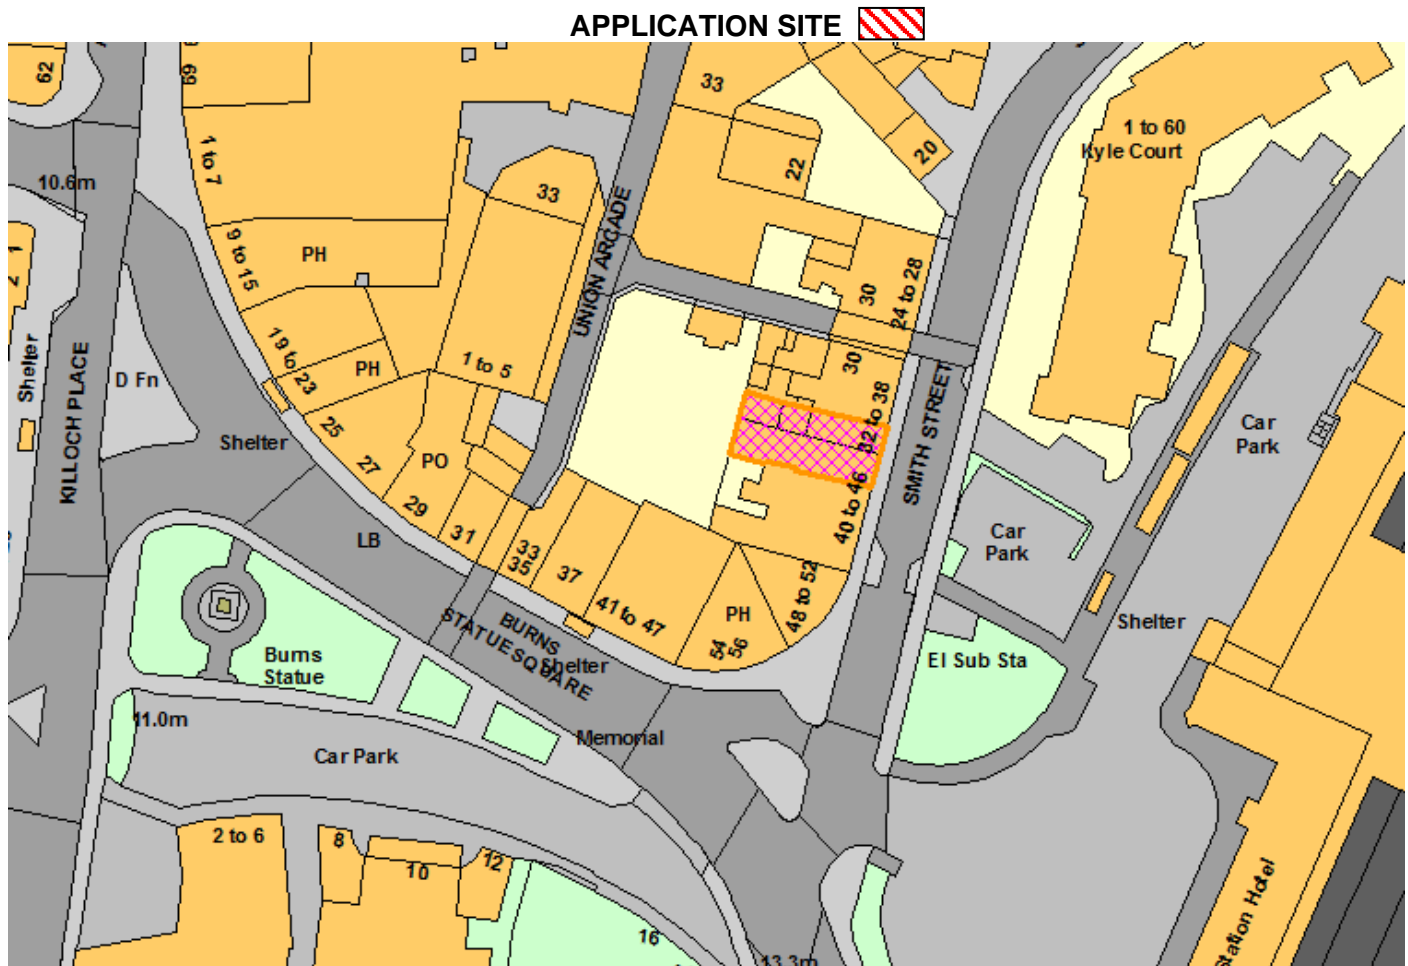 APPLICATION SITE
62
69
33
1 to 60
Kyle Court
20
22
1 to 7
10.6m
33
UNION ARCADE
9 to 15
PH
1
2
30
24 to 28
Shelter
KILLOCH PLACE
D Fn
19 to 23
PH
1 to 5
30
32 to 38
SMITH STREET
Car
Park
Shelter
25
27
PO
29
31
LB
33
35
37
40 to 46
Car
Park
41 to 47
PH
48 to 52
54
56
Shelter
BURNS
STATUE SQUARE
Shelter
El Sub Sta
Burns
Statue
11.0m
Memorial
Car Park
2 to 6
8
10
12
16
13.3m
Station Hotel